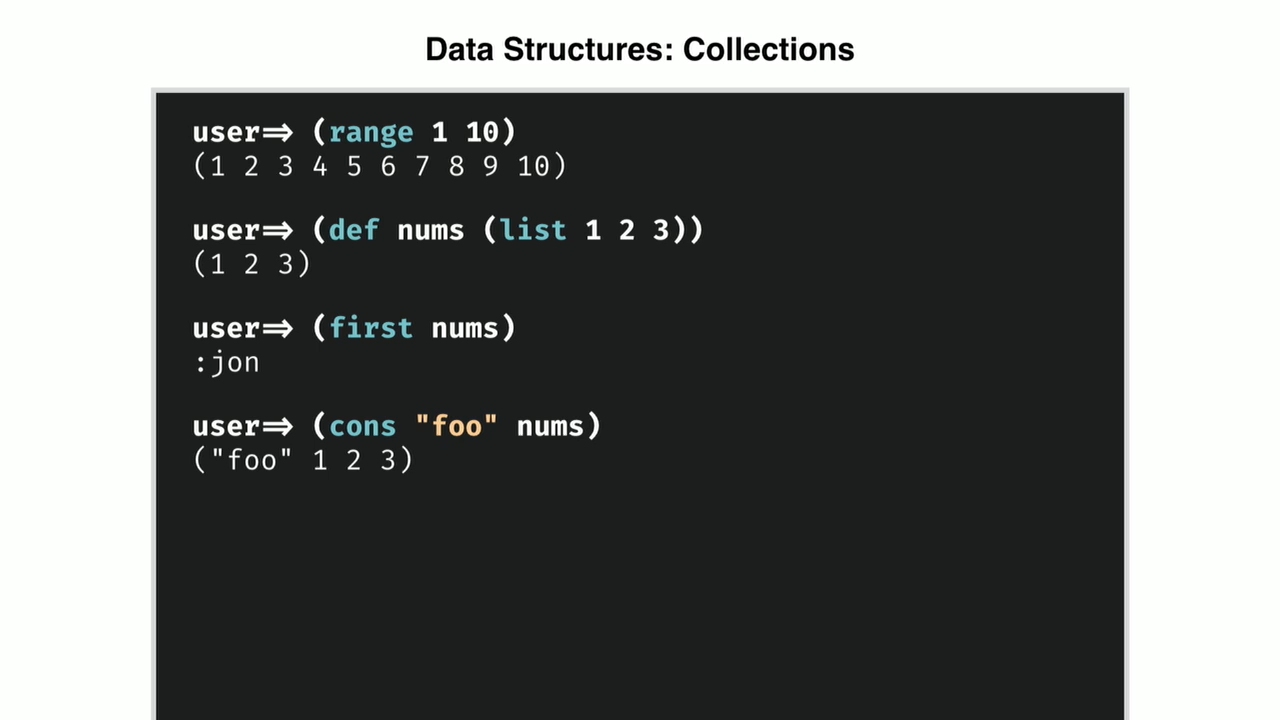 Data Structures: Collections
user=> (range 1 10)
(1 2 3 4 5 6 7 8 9 10)
user=> (def nums (list 1 2 3))
(1 2 3)
user=> (first nums)
:jon
user=> (cons "foo" nums)
("foo" 1 2 3)